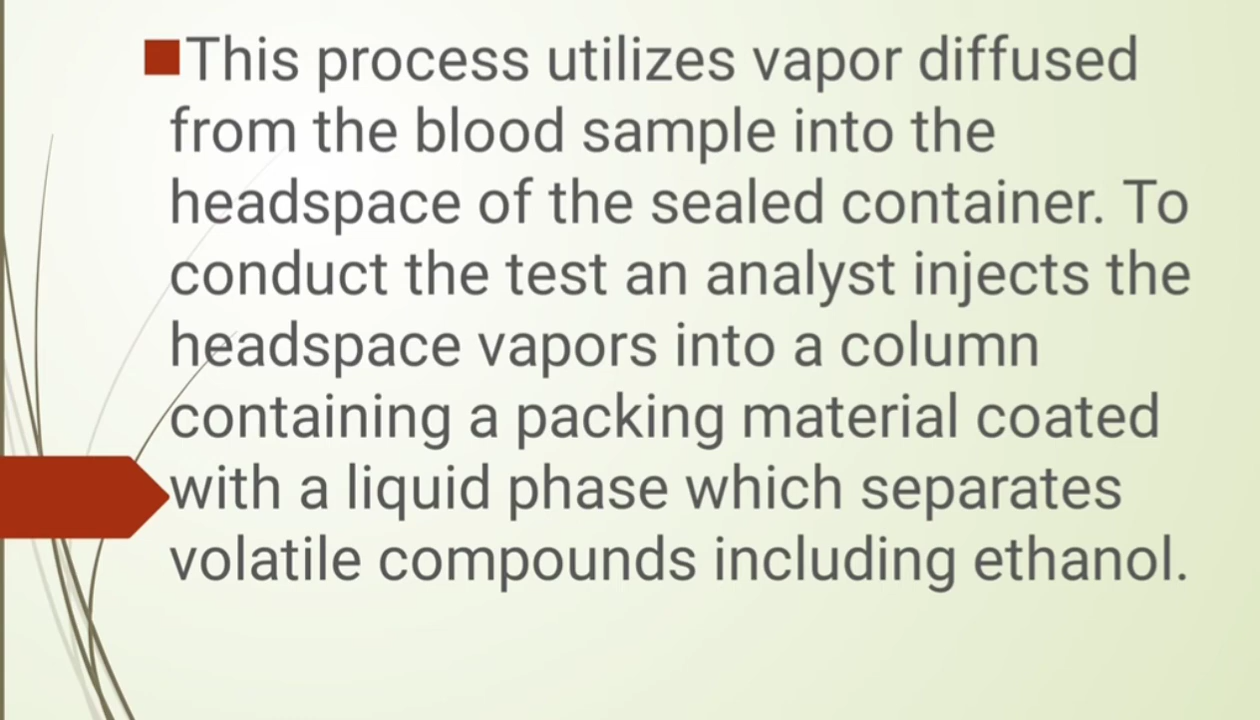 This process utilizes vapor diffused
from the blood sample into the
headspace of the sealed container. To
conduct the test an analyst injects the
headspace vapors into a column
containing a packing material coated
with a liquid phase which separates
volatile compounds including ethanol.